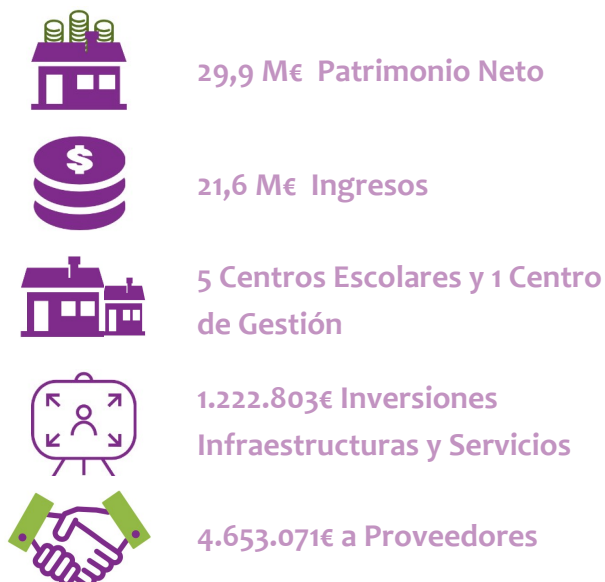 29,9 M€ Patrimonio Neto
$
21,6 M€ Ingresos
5 Centros Escolares y 1 Centro
de Gestión
1.222.803€ Inversiones
Infraestructuras y Servicios
4.653.071€ a Proveedores